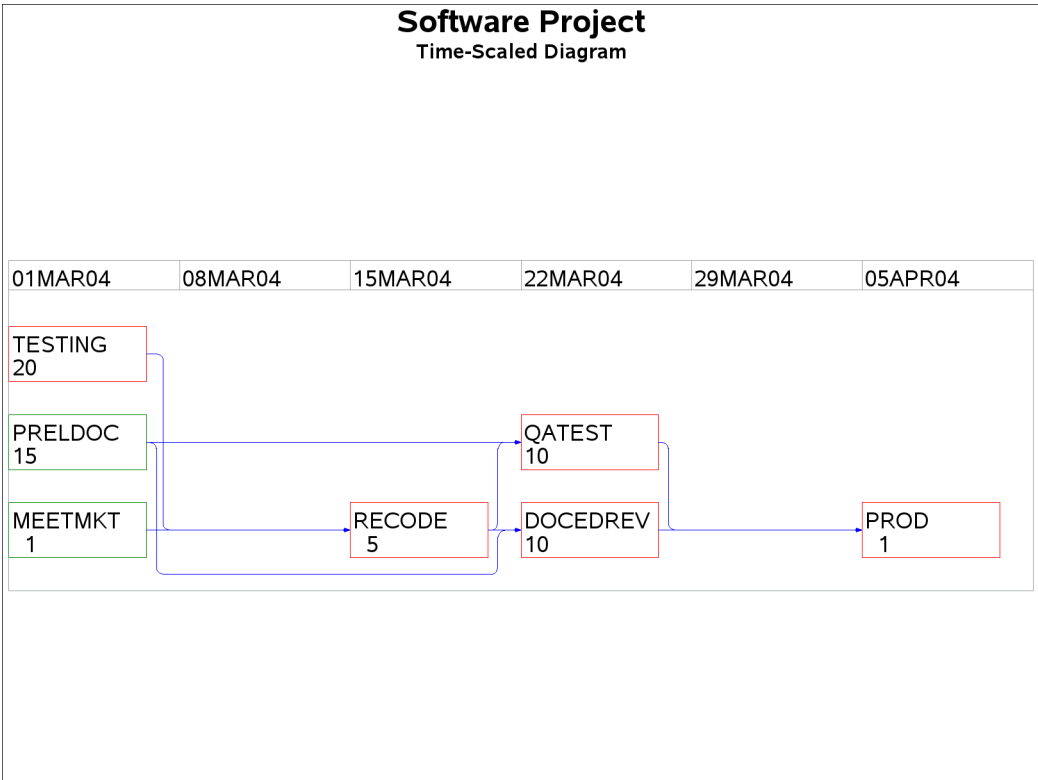 Software Project
Time-Scaled Diagram
01MAR04 08MAR04 15MAR04 22MAR04 29MAR04 05APR04
TESTING
20
PRELDOC QATEST
15 10
MEETMKT RECODE DOCEDREV PROD
1 5 10 1